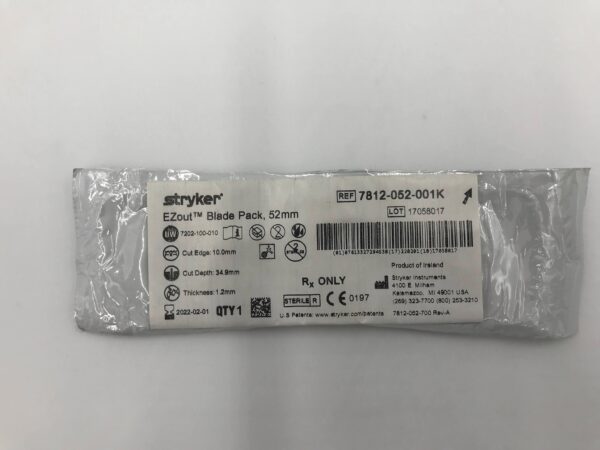 stryker®
EZout™ Blade Pack, 52mm
7202-100-010
Cut Edge: 10.0mm
Cut Depth: 34.9mm
Thickness: 1.2mm
2022-02-01 QTY 1
2
STERILE R
Rx ONLY
CE 0197
U.S Patents: www.stryker.com/patents
REF 7812-052-001K
LOT 17058017
Product of Ireland
Stryker Instruments
4100 E. Milham
Kalamazoo, MI 49001 USA
(269) 323-7700 (800) 253-3210
7812-052-700 Rev-A